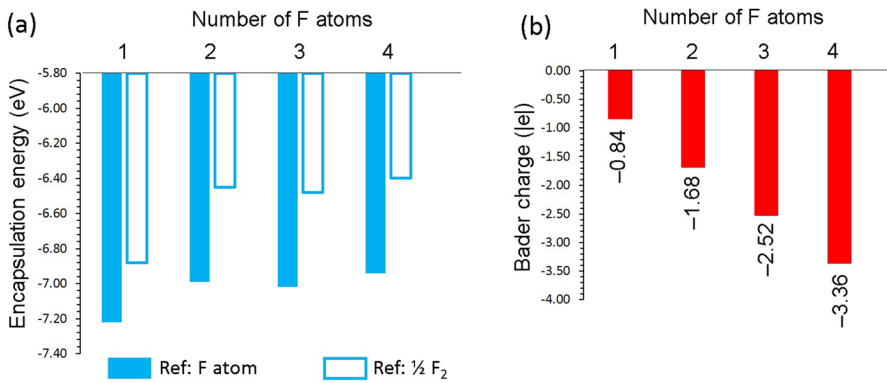 (a)
Number of F atoms
1 2 3 4
Encapsulation energy (eV)
-5.80
-6.00
-6.20
-6.40
-6.60
-6.80
-7.00
-7.20
-7.40
Ref: F atom
Ref: ½ F₂
(b)
Number of F atoms
1 2 3 4
Bader charge (|e|)
0.00
-0.50
-1.00
-1.50
-2.00
-2.50
-3.00
-3.50
-4.00
–0.84
–1.68
–2.52
–3.36